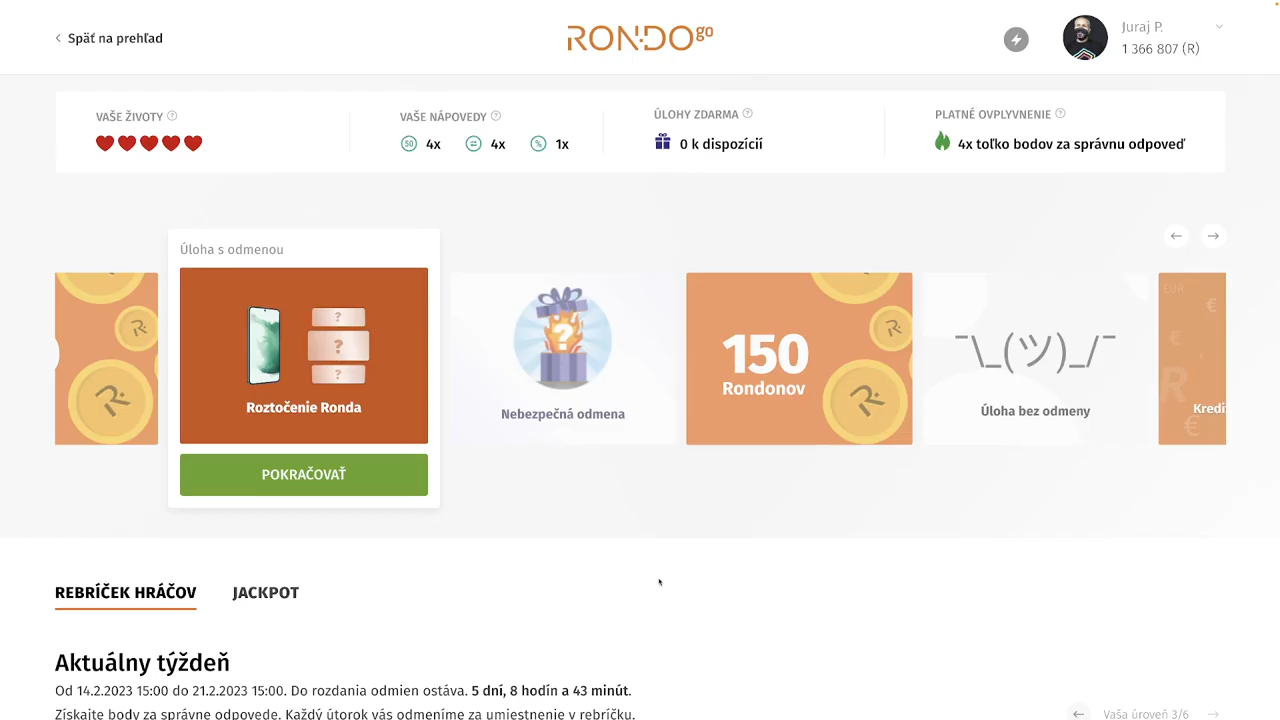 Späť na prehľad
RONDO go
Juraj P.
1 366 807 (R)
VAŠE ŽIVOTY ?
VAŠE NÁPOVEDY ?
50 4x 4x % 1x
ÚLOHY ZDARMA ?
0 k dispozícií
PLATNÉ OVPLYVNENIE ?
4x toľko bodov za správnu odpoveď
Úloha s odmenou
?
?
?
Roztočenie Ronda
POKRAČOVAŤ
?
Nebezpečná odmena
150
Rondonov
¯\_(ツ)_/¯
Úloha bez odmeny
EUR
€
€
R
€
Kredi
REBRÍČEK HRÁČOV
JACKPOT
Aktuálny týždeň
Od 14.2.2023 15:00 do 21.2.2023 15:00. Do rozdania odmien ostáva. 5 dní, 8 hodín a 43 minút.
Získajte body za správne odpovede. Každý útorok vás odmeníme za umiestnenie v rebríčku.
Vaša úroveň 3/6